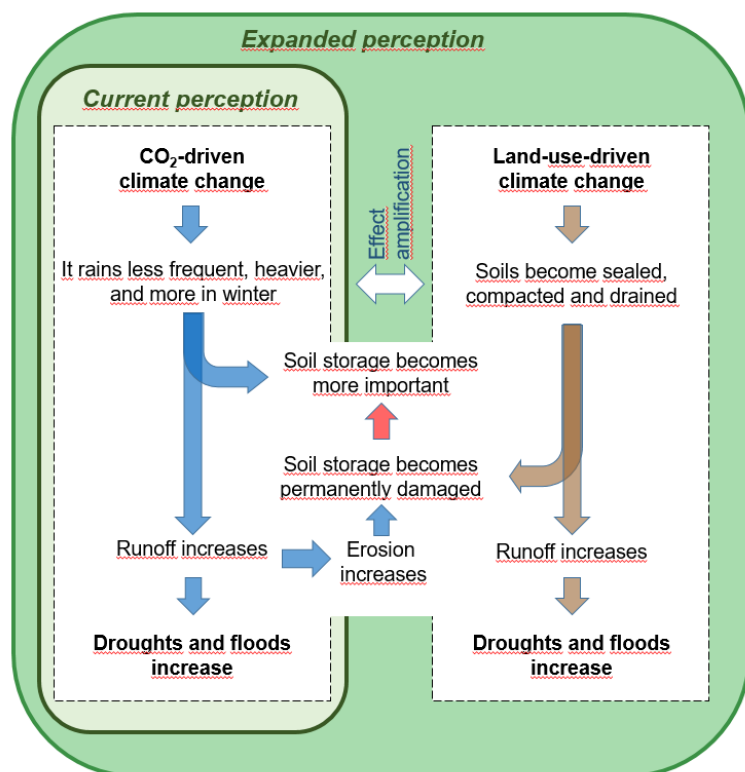 Expanded perception
Current perception
CO₂-driven
climate change
It rains less frequent, heavier,
and more in winter
Runoff increases
Droughts and floods
increase
Effect
amplification
Soil storage becomes
more important
Soil storage becomes
permanently damaged
Erosion
increases
Land-use-driven
climate change
Soils become sealed,
compacted and drained
Runoff increases
Droughts and floods
increase